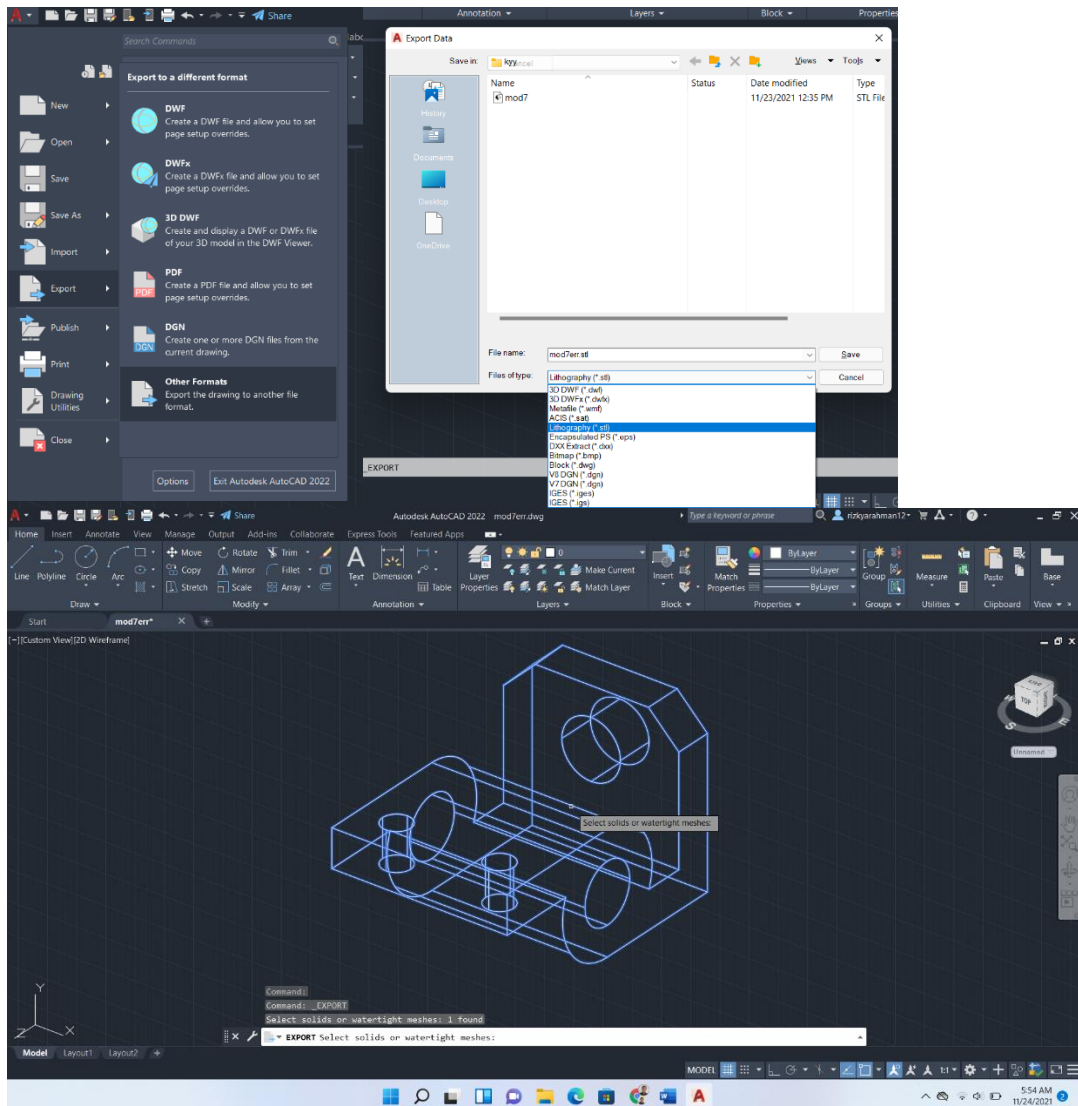 Share
Annotation
Layers
Block
Properties
Search Commands
Export to a different format
New
Open
Save
Save As
Import
Export
Publish
Print
Drawing
Utilities
Close
DWF
Create a DWF file and allow you to set
page setup overrides.
DWFx
Create a DWFx file and allow you to set
page setup overrides.
3D DWF
Create and display a DWF or DWFx file
of your 3D model in the DWF Viewer.
PDF
Create a PDF file and allow you to set
page setup overrides.
DGN
Create one or more DGN files from the
current drawing.
Other Formats
Export the drawing to another file
format.
Options
Exit Autodesk AutoCAD 2022
Export Data
Save in:
kyy
Views
Tools
History
Documents
Desktop
OneDrive
Name Status Date modified Type
mod7 11/23/2021 12:35 PM STL File
File name: mod7err.stl Save
Files of type: Lithography (*.stl) Cancel
3D DWF (*.dwf)
3D DWFx (*.dwfx)
Metafile (*.wmf)
ACIS (*.sat)
Lithography (*.stl)
Encapsulated PS (*.eps)
DXX Extract (*.dxx)
Bitmap (*.bmp)
Block (*.dwg)
V8 DGN (*.dgn)
V7 DGN (*.dgn)
IGES (*.iges)
IGES (*.igs)
_EXPORT
Share Autodesk AutoCAD 2022 mod7err.dwg Type a keyword or phrase rizkyarahman12
Home Insert Annotate View Manage Output Add-ins Collaborate Express Tools Featured Apps
Move Rotate Trim 0 ByLayer
Line Polyline Circle Arc Copy Mirror Fillet Text Dimension Layer Properties Make Current Insert Match Properties ByLayer Group Measure Paste Base
Stretch Scale Array Table Match Layer ByLayer
Draw Modify Annotation Layers Block Properties Groups Utilities Clipboard View
Start mod7err*
[−][Custom View][2D Wireframe]
TOP
S
E
Unnamed
Select solids or watertight meshes:
Y
Z
X
Command:
Command: _EXPORT
Select solids or watertight meshes: 1 found
EXPORT Select solids or watertight meshes:
Model Layout1 Layout2 +
MODEL 1:1
5:54 AM
11/24/2021
2